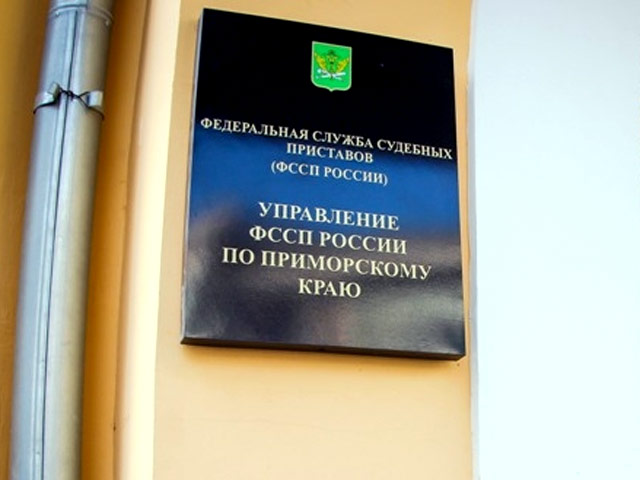 ФЕДЕРАЛЬНАЯ СЛУЖБА СУДЕБНЫХ
ПРИСТАВОВ
(ФССП РОССИИ)
УПРАВЛЕНИЕ
ФССП РОССИИ
ПО ПРИМОРСКОМУ
КРАЮ